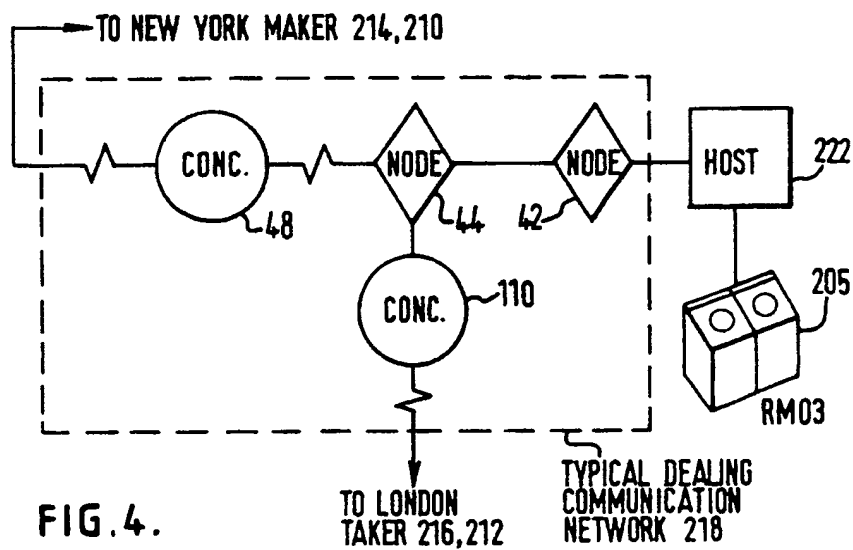 TO NEW YORK MAKER 214,210
CONC.
NODE
NODE
HOST
222
48
44
42
CONC.
110
205
RM03
TO LONDON
TAKER 216,212
TYPICAL DEALING
COMMUNICATION
NETWORK 218
FIG.4.